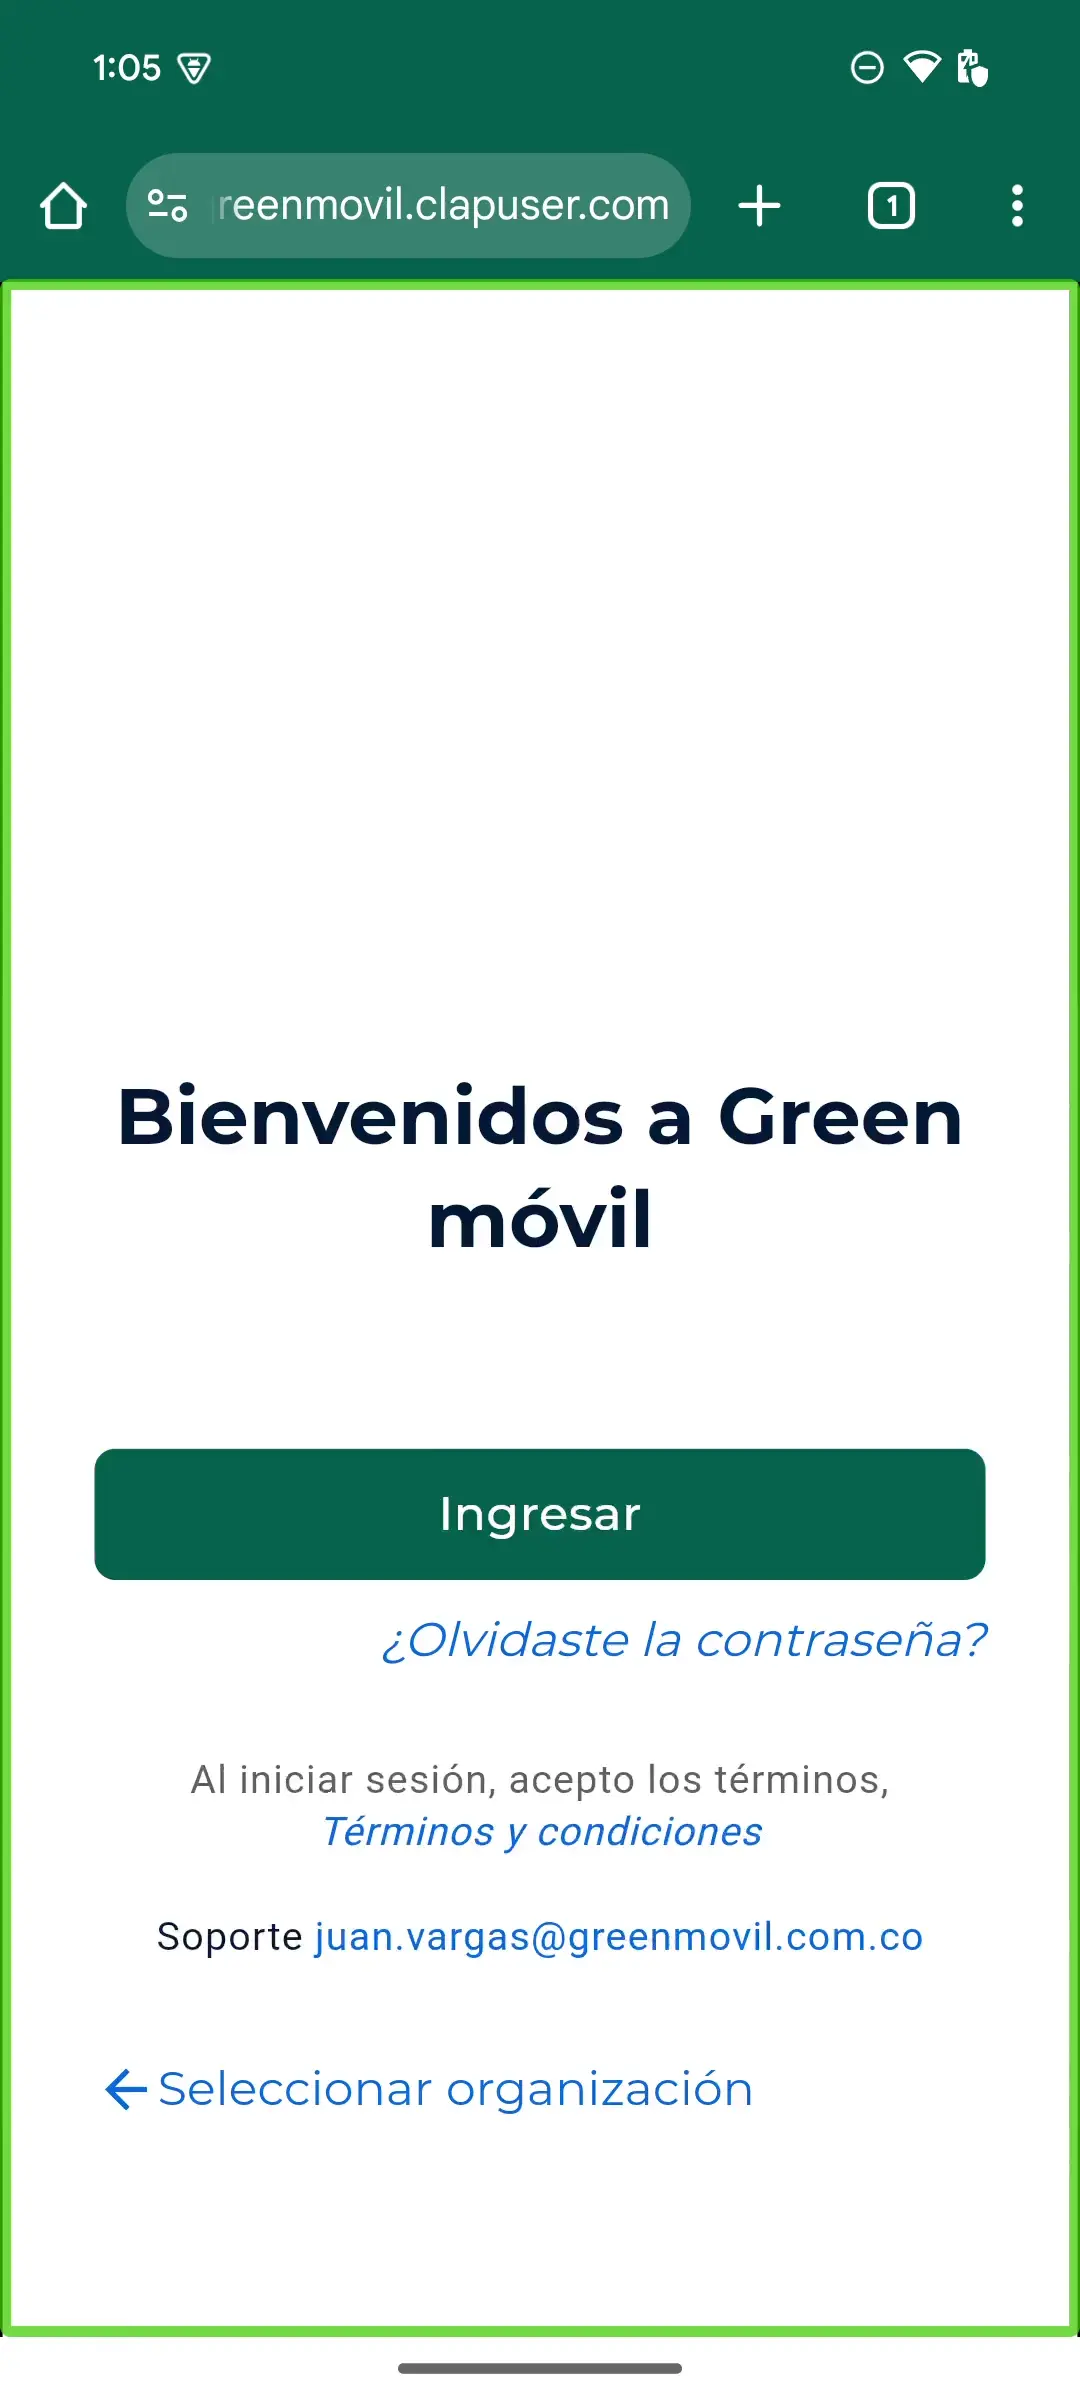 1:05
reenmovil.clapuser.com
1
Bienvenidos a Green
móvil
Ingresar
¿Olvidaste la contraseña?
Al iniciar sesión, acepto los términos,
Términos y condiciones
Soporte juan.vargas@greenmovil.com.co
Seleccionar organización